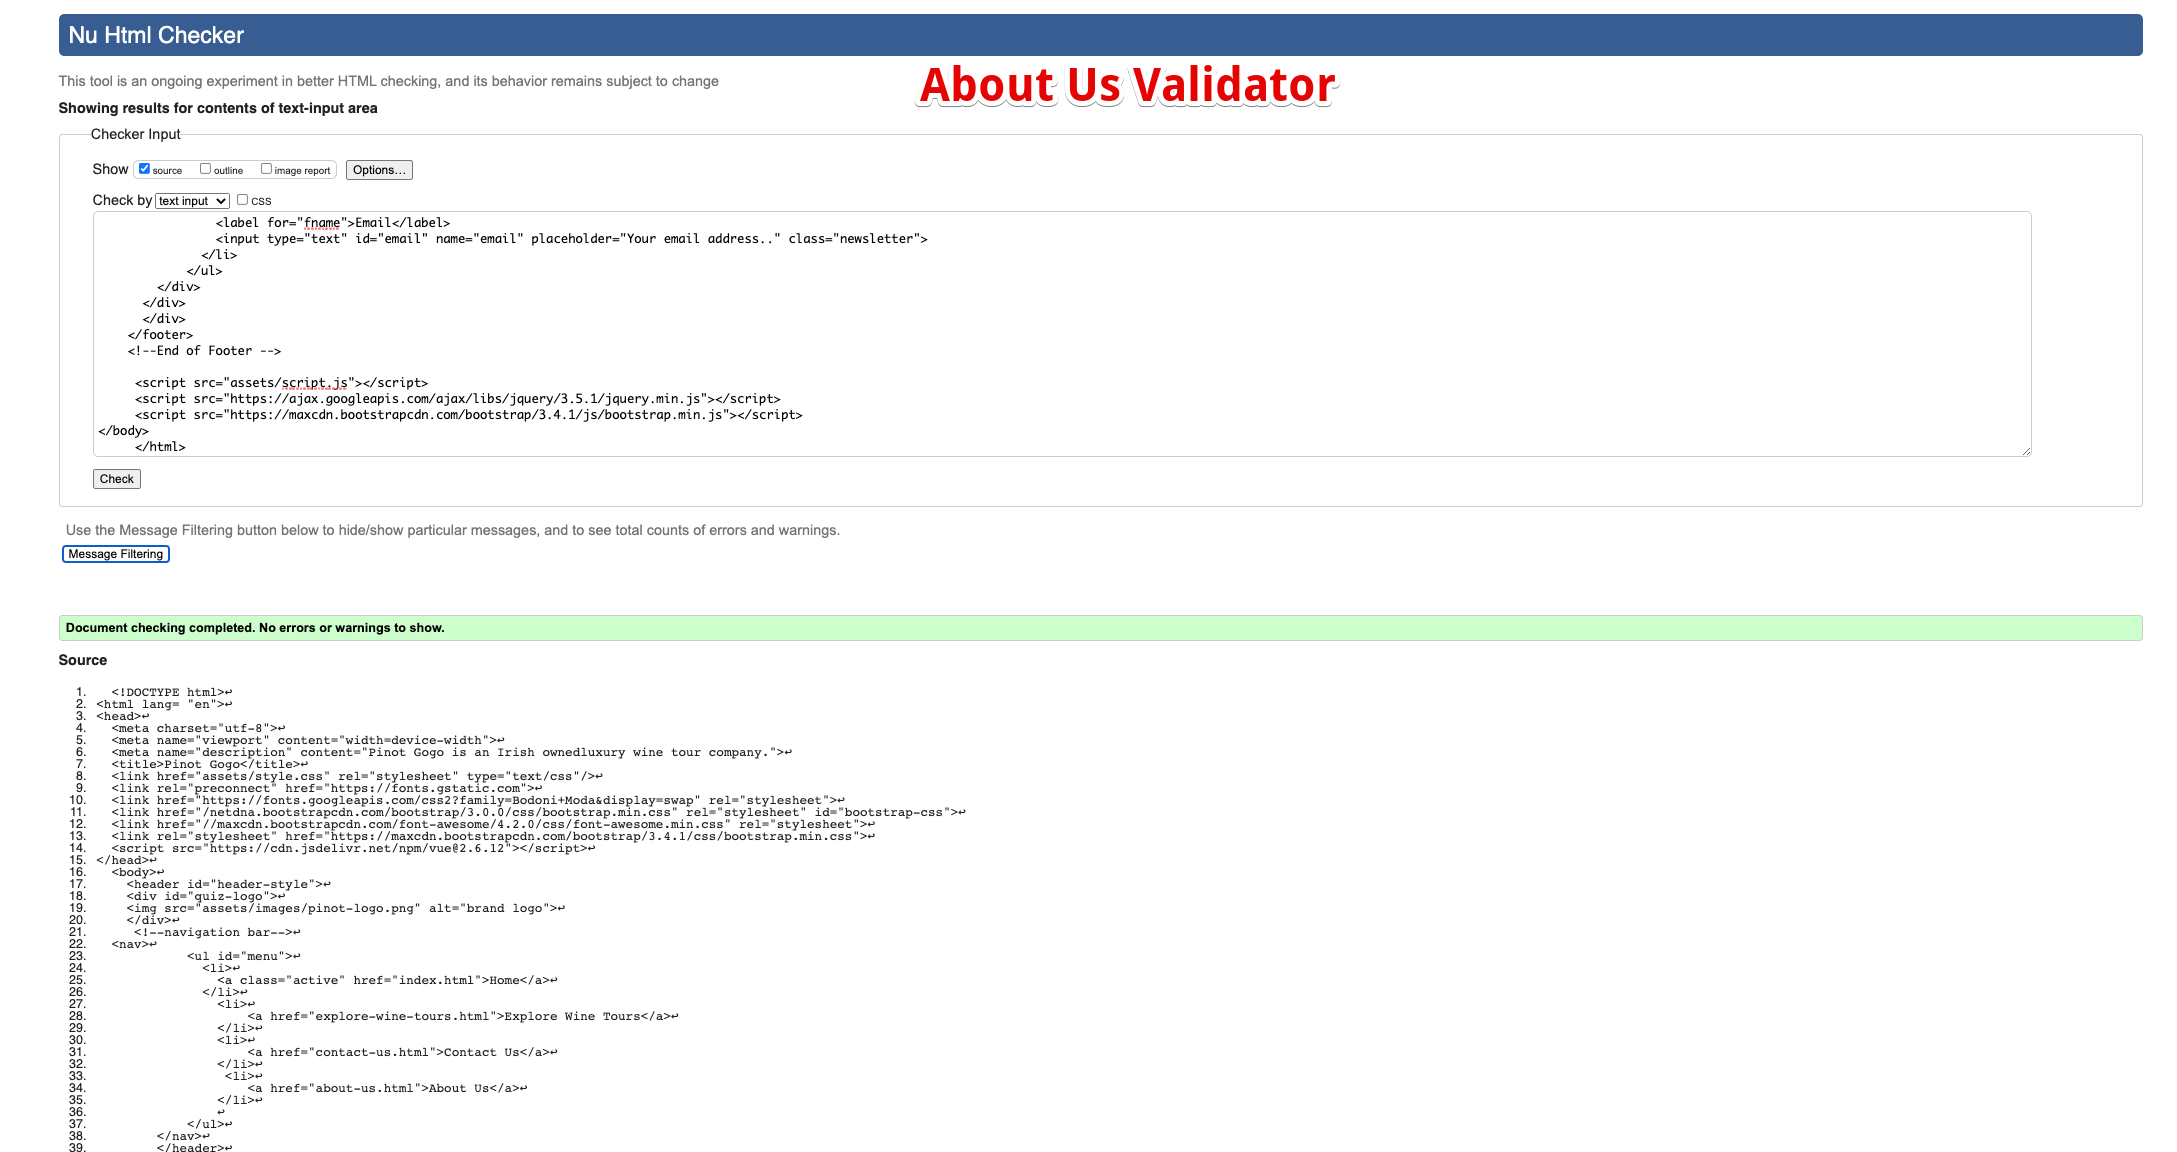 Nu Html Checker
This tool is an ongoing experiment in better HTML checking, and its behavior remains subject to change
About Us Validator
Showing results for contents of text-input area
Checker Input
Show source outline image report Options...
Check by text input css
<label for="fname">Email</label>
<input type="text" id="email" name="email" placeholder="Your email address.." class="newsletter">
</li>
</ul>
</div>
</div>
</div>
</footer>
<!--End of Footer -->
<script src="assets/script.js"></script>
<script src="https://ajax.googleapis.com/ajax/libs/jquery/3.5.1/jquery.min.js"></script>
<script src="https://maxcdn.bootstrapcdn.com/bootstrap/3.4.1/js/bootstrap.min.js"></script>
</body>
</html>
Check
Use the Message Filtering button below to hide/show particular messages, and to see total counts of errors and warnings.
Message Filtering
Document checking completed. No errors or warnings to show.
Source
1. <!DOCTYPE html>↩
2. <html lang= "en">↩
3. <head>↩
4. <meta charset="utf-8">↩
5. <meta name="viewport" content="width=device-width">↩
6. <meta name="description" content="Pinot Gogo is an Irish ownedluxury wine tour company.">↩
7. <title>Pinot Gogo</title>↩
8. <link href="assets/style.css" rel="stylesheet" type="text/css"/>↩
9. <link rel="preconnect" href="https://fonts.gstatic.com">↩
10. <link href="https://fonts.googleapis.com/css2?family=Bodoni+Moda&display=swap" rel="stylesheet">↩
11. <link href="/netdna.bootstrapcdn.com/bootstrap/3.0.0/css/bootstrap.min.css" rel="stylesheet" id="bootstrap-css">↩
12. <link href="//maxcdn.bootstrapcdn.com/font-awesome/4.2.0/css/font-awesome.min.css" rel="stylesheet">↩
13. <link rel="stylesheet" href="https://maxcdn.bootstrapcdn.com/bootstrap/3.4.1/css/bootstrap.min.css">↩
14. <script src="https://cdn.jsdelivr.net/npm/vue@2.6.12"></script>↩
15. </head>↩
16. <body>↩
17. <header id="header-style">↩
18. <div id="quiz-logo">↩
19. <img src="assets/images/pinot-logo.png" alt="brand logo">↩
20. </div>↩
21. <!--navigation bar-->↩
22. <nav>↩
23. <ul id="menu">↩
24. <li>↩
25. <a class="active" href="index.html">Home</a>↩
26. </li>↩
27. <li>↩
28. <a href="explore-wine-tours.html">Explore Wine Tours</a>↩
29. </li>↩
30. <li>↩
31. <a href="contact-us.html">Contact Us</a>↩
32. </li>↩
33. <li>↩
34. <a href="about-us.html">About Us</a>↩
35. </li>↩
36. ↩
37. </ul>↩
38. </nav>↩
39. </header>↩